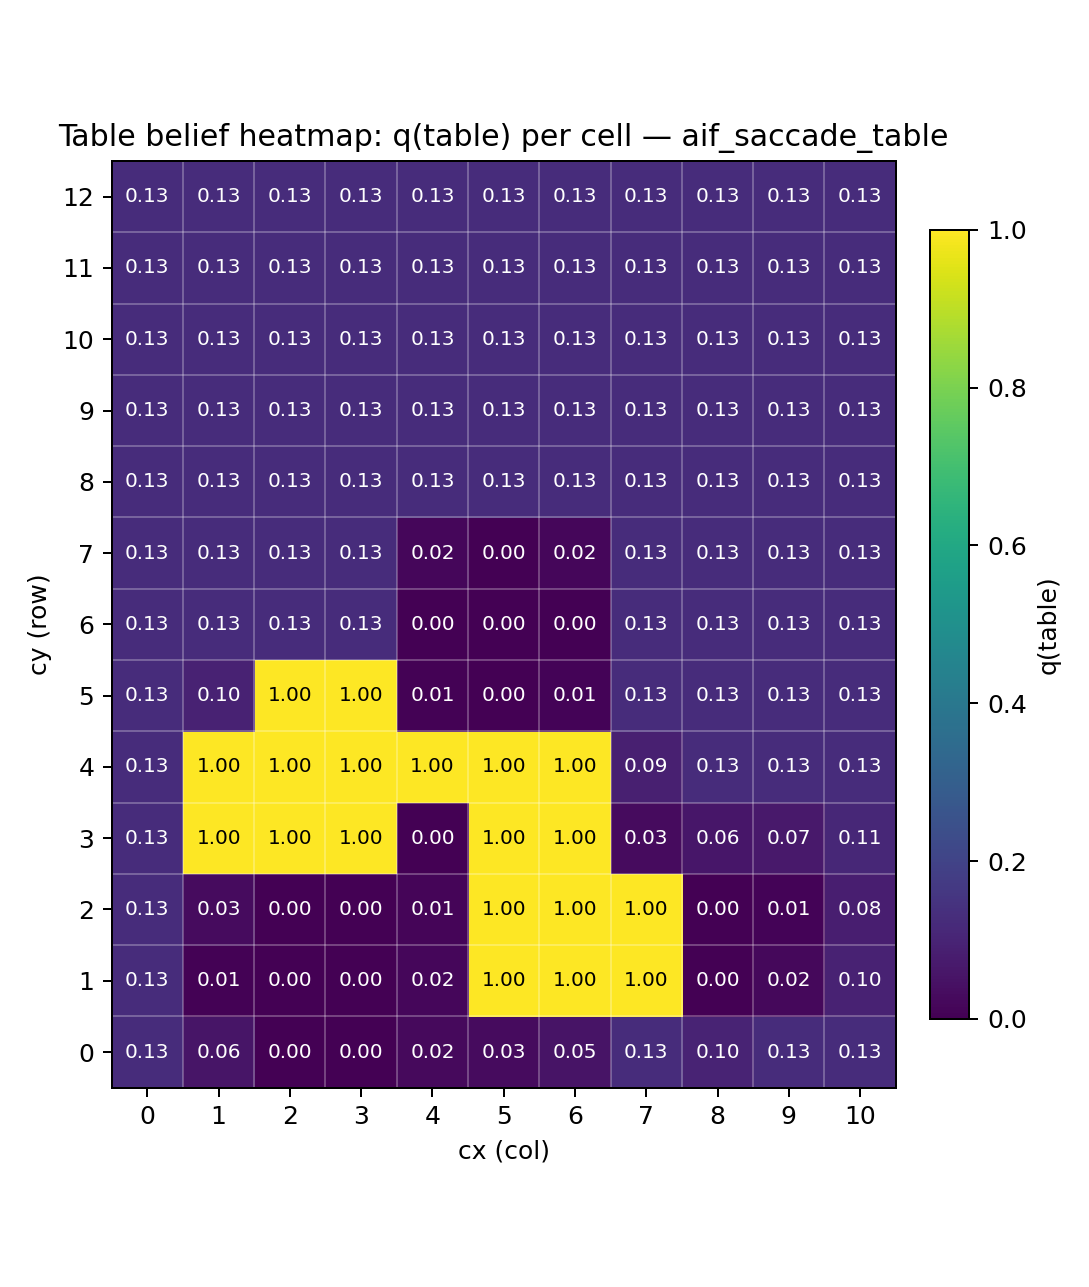 Table belief heatmap: q(table) per cell — aif_saccade_table
12 0.13 0.13 0.13 0.13 0.13 0.13 0.13 0.13 0.13 0.13 0.13
11 0.13 0.13 0.13 0.13 0.13 0.13 0.13 0.13 0.13 0.13 0.13
10 0.13 0.13 0.13 0.13 0.13 0.13 0.13 0.13 0.13 0.13 0.13
9 0.13 0.13 0.13 0.13 0.13 0.13 0.13 0.13 0.13 0.13 0.13
8 0.13 0.13 0.13 0.13 0.13 0.13 0.13 0.13 0.13 0.13 0.13
7 0.13 0.13 0.13 0.13 0.02 0.00 0.02 0.13 0.13 0.13 0.13
6 0.13 0.13 0.13 0.13 0.00 0.00 0.00 0.13 0.13 0.13 0.13
5 0.13 0.10 1.00 1.00 0.01 0.00 0.01 0.13 0.13 0.13 0.13
4 0.13 1.00 1.00 1.00 1.00 1.00 1.00 0.09 0.13 0.13 0.13
3 0.13 1.00 1.00 1.00 0.00 1.00 1.00 0.03 0.06 0.07 0.11
2 0.13 0.03 0.00 0.00 0.01 1.00 1.00 1.00 0.00 0.01 0.08
1 0.13 0.01 0.00 0.00 0.02 1.00 1.00 1.00 0.00 0.02 0.10
0 0.13 0.06 0.00 0.00 0.02 0.03 0.05 0.13 0.10 0.13 0.13
0 1 2 3 4 5 6 7 8 9 10
cx (col)
cy (row)
1.0
0.8
0.6
0.4
0.2
0.0
q(table)